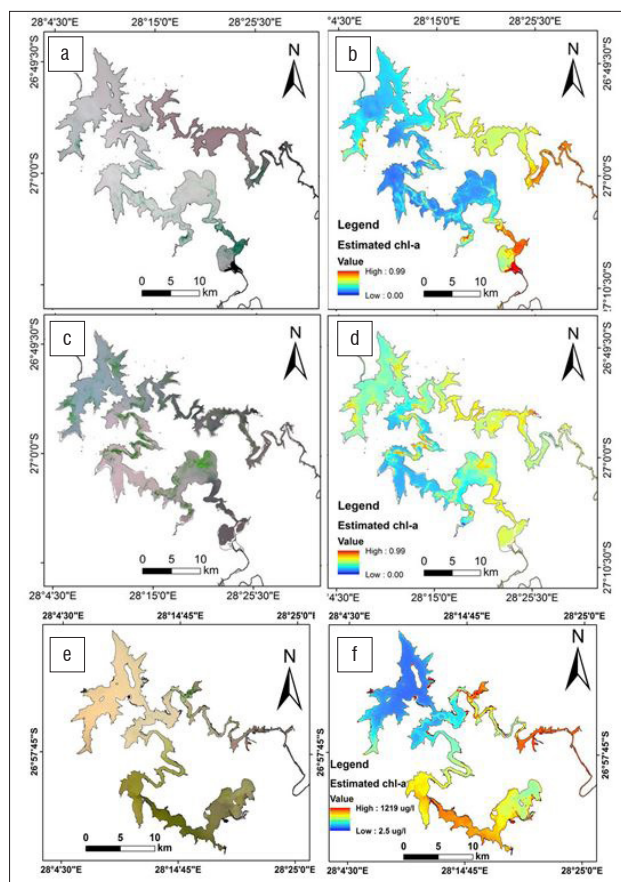 28°4'30"E 28°15'0"E 28°25'30"E
°4'30"E 28°15'0"E 28°25'30"E
a
N
26°49'30"S
27°0'0"S
0 5 10
km
b
N
26°49'30"S
27°0'0"S
27°10'30"S
Legend
Estimated chl-a
Value
High : 0.99
Low : 0.00
0 5 10
km
c
N
26°49'30"S
27°0'0"S
0 5 10
km
28°4'30"E 28°15'0"E 28°25'30"E
d
N
26°49'30"S
27°0'0"S
27°10'30"S
Legend
Estimated chl-a
Value
High : 0.99
Low : 0.00
0 5 10
km
°4'30"E 28°15'0"E 28°25'30"E
28°4'30"E 28°14'45"E 28°25'0"E
e
N
26°57'45"S
0 5 10
km
28°4'30"E 28°14'45"E 28°25'0"E
28°4'30"E 28°14'45"E 28°25'0"E
f
N
26°57'45"S
26°57'45"S
Legend
Estimated chl-a
Value
High : 1219 ug/l
Low : 2.5 ug/l
0 5 10
km
28°4'30"E 28°14'45"E 28°25'0"E